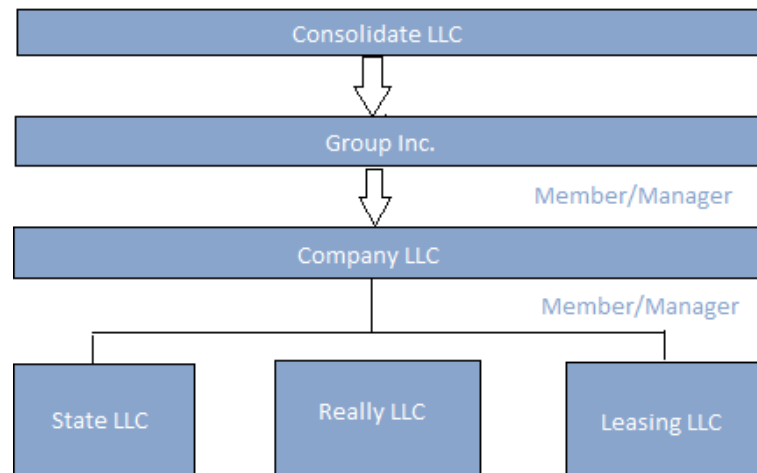 Consolidate LLC
Group Inc.
Member/Manager
Company LLC
Member/Manager
State LLC
Really LLC
Leasing LLC